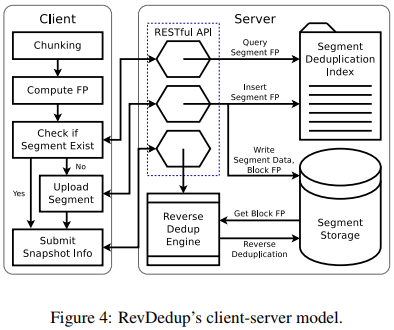 Client
Server
Chunking
Compute FP
Check if
Segment Exist
No
Yes
Upload
Segment
Submit
Snapshot Info
RESTful API
Query
Segment FP
Insert
Segment FP
Segment
Deduplication
Index
Write
Segment Data,
Block FP
Reverse
Dedup
Engine
Get Block FP
Reverse
Deduplication
Segment
Storage
Figure 4: RevDedup's client-server model.